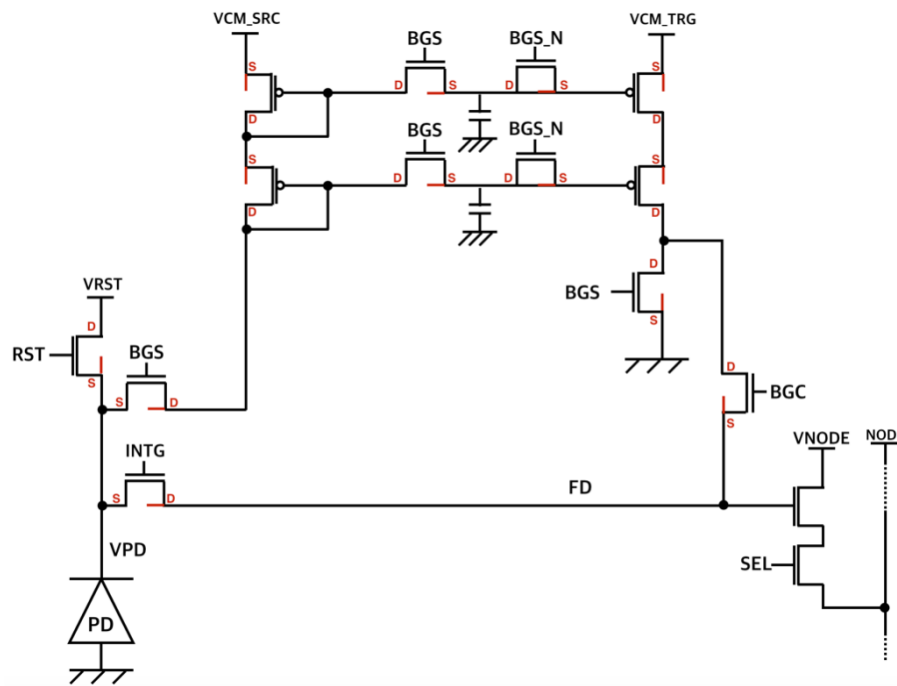 VCM_SRC
VCM_TRG
BGS
BGS_N
S
S
D
S
D
S
D
D
BGS
BGS_N
S
S
D
S
D
S
D
D
VRST
D
BGS
D
S
RST
S
BGS
S
D
D
BGC
S
INTG
S
D
FD
VNODE
NOD
VPD
SEL
PD